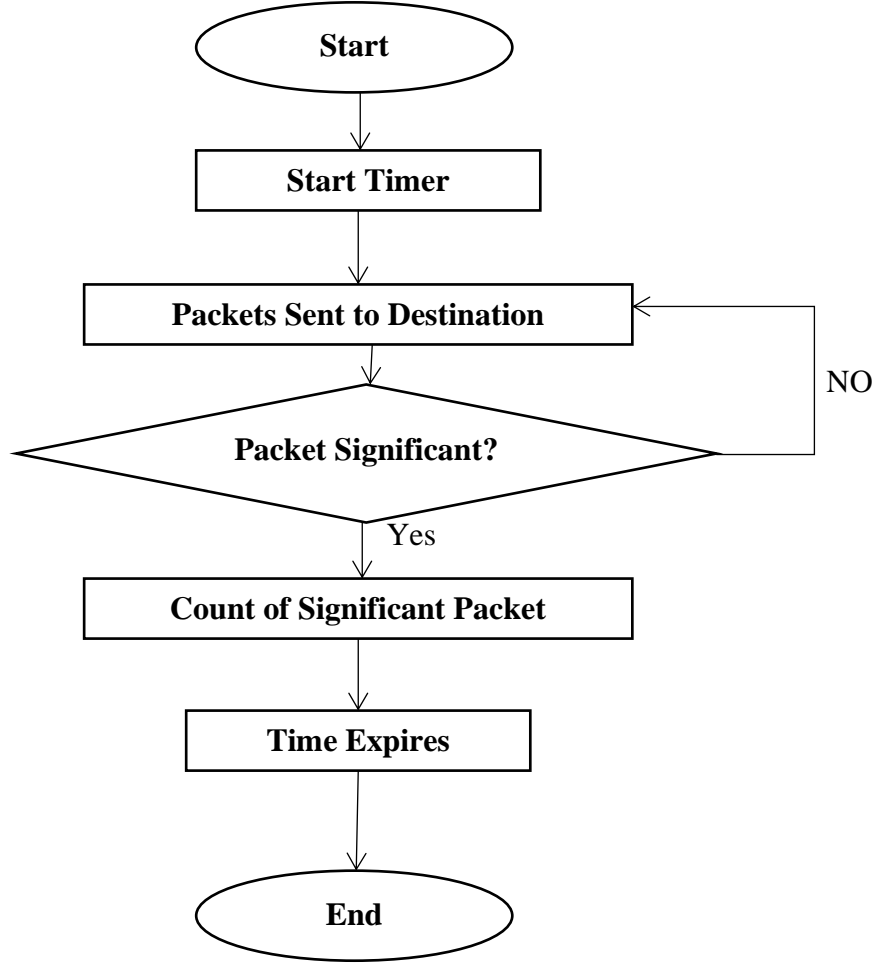 Start
Start Timer
Packets Sent to Destination
NO
Packet Significant?
Yes
Count of Significant Packet
Time Expires
End